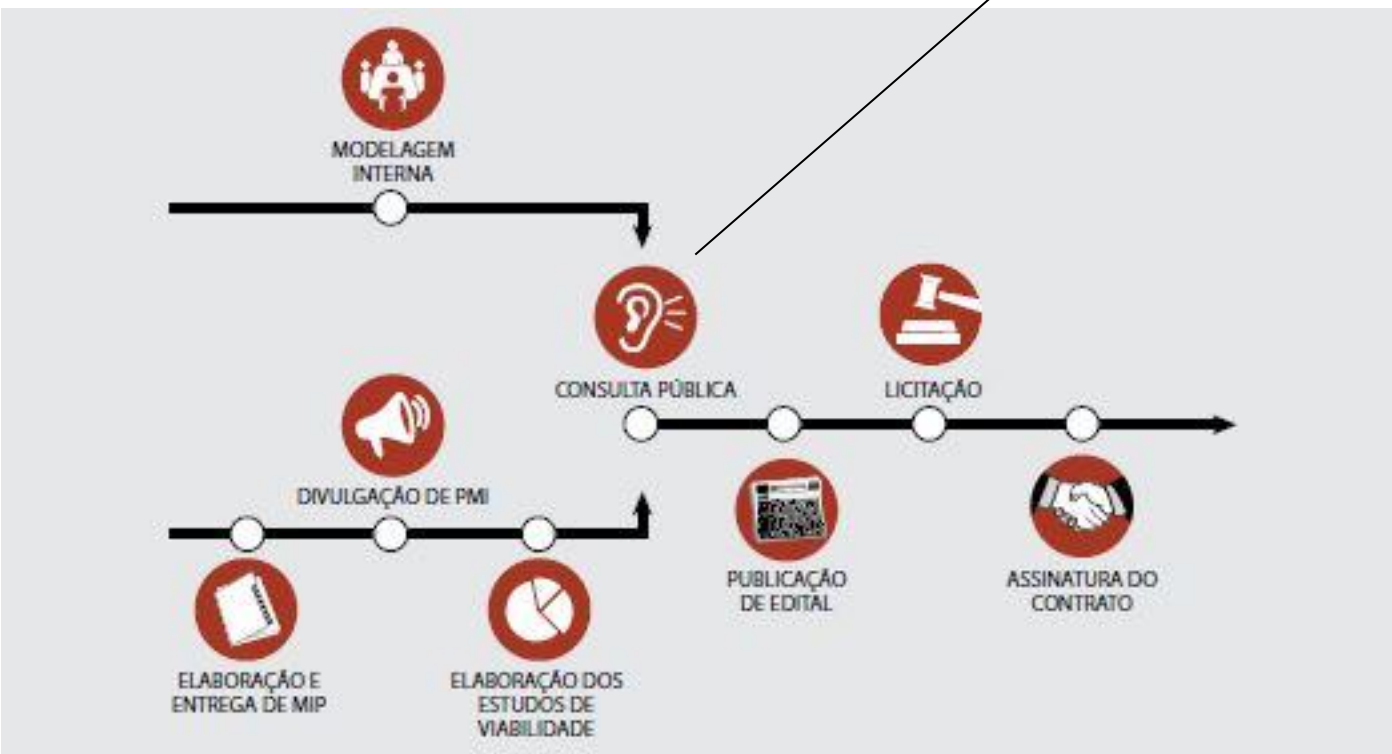 MODELAGEM
INTERNA
CONSULTA PÚBLICA
LICITAÇÃO
DIVULGAÇÃO DE PMI
PUBLICAÇÃO
DE EDITAL
ASSINATURA DO
CONTRATO
ELABORAÇÃO E
ENTREGA DE MIP
ELABORAÇÃO DOS
ESTUDOS DE
VIABILIDADE